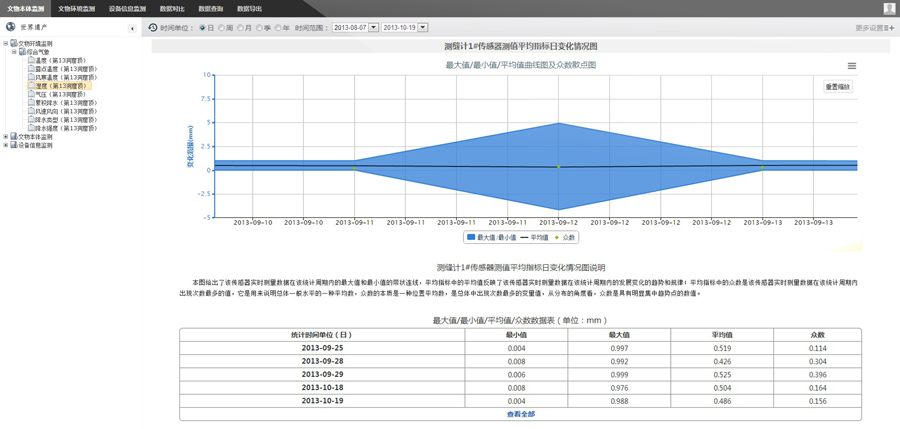 文物本体监测 文物环境监测 设备信息监测 数据对比 数据查询 数据导出
世界遗产
时间单位： 日 周 月 季 年 时间范围： 2013-08-07 2013-10-19 更多设置
文物环境监测
综合气象
温度（第13洞窟顶）
露点温度（第13洞窟顶）
风寒温度（第13洞窟顶）
湿度（第13洞窟顶）
气压（第13洞窟顶）
累积降水（第13洞窟顶）
风速风向（第13洞窟顶）
降水类型（第13洞窟顶）
降水强度（第13洞窟顶）
文物本体监测
设备信息监测
测缝计1#传感器测值平均指标日变化情况图
最大值/最小值/平均值曲线图及众数散点图
重置缩放
变化范围(mm)
10
7.5
5
2.5
0
-2.5
-5
2013-09-10 2013-09-10 2013-09-11 2013-09-11 2013-09-11 2013-09-11 2013-09-12 2013-09-12 2013-09-12 2013-09-12 2013-09-13 2013-09-13
最大值/最小值 平均值 众数
测缝计1#传感器测值平均指标日变化情况图说明
本图给出了该传感器实时测量数据在该统计周期内的最大值和最小值的带状连线，平均指标中的平均值反映了该传感器实时测量数据在该统计周期内的发展变化的趋势和规律！平均指标中的众数是该传感器实时测量数据在该统计周期内
出现次数最多的值，它是用来说明总体一般水平的一种平均数，众数的本质是一种位置平均数，是总体中出现次数最多的变量值，从分布的角度看，众数是具有明显集中趋势点的数值。
最大值/最小值/平均值/众数数据表（单位：mm）
统计时间单位（日） 最小值 最大值 平均值 众数
2013-09-25 0.004 0.997 0.519 0.114
2013-09-28 0.008 0.992 0.426 0.304
2013-09-29 0.006 0.999 0.525 0.396
2013-10-18 0.008 0.976 0.504 0.164
2013-10-19 0.004 0.988 0.486 0.156
查看全部